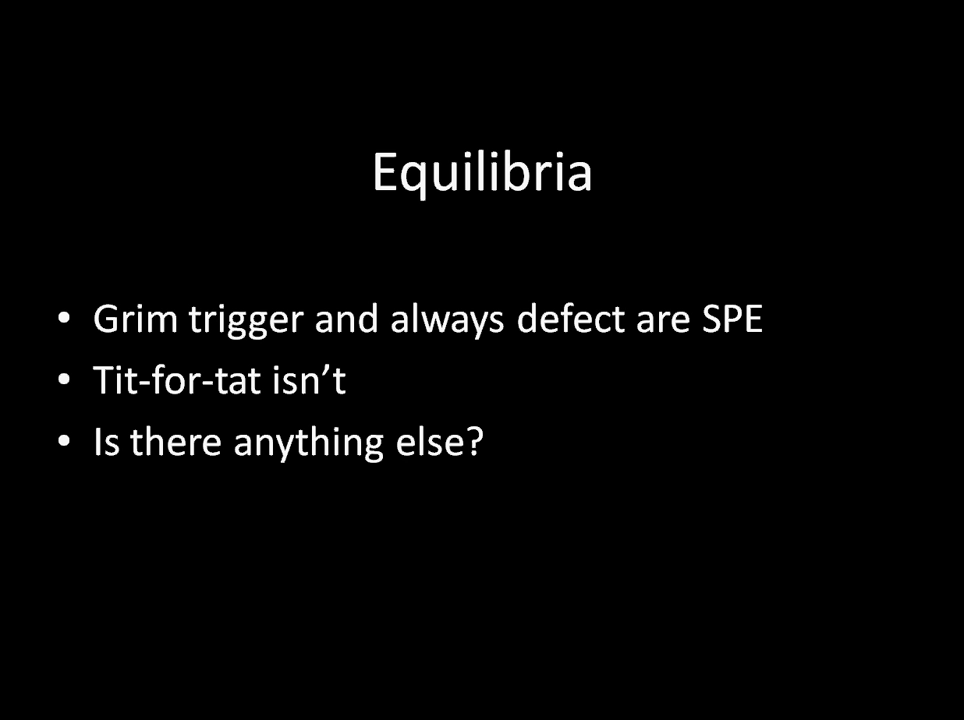 Equilibria
• Grim trigger and always defect are SPE
• Tit-for-tat isn’t
• Is there anything else?